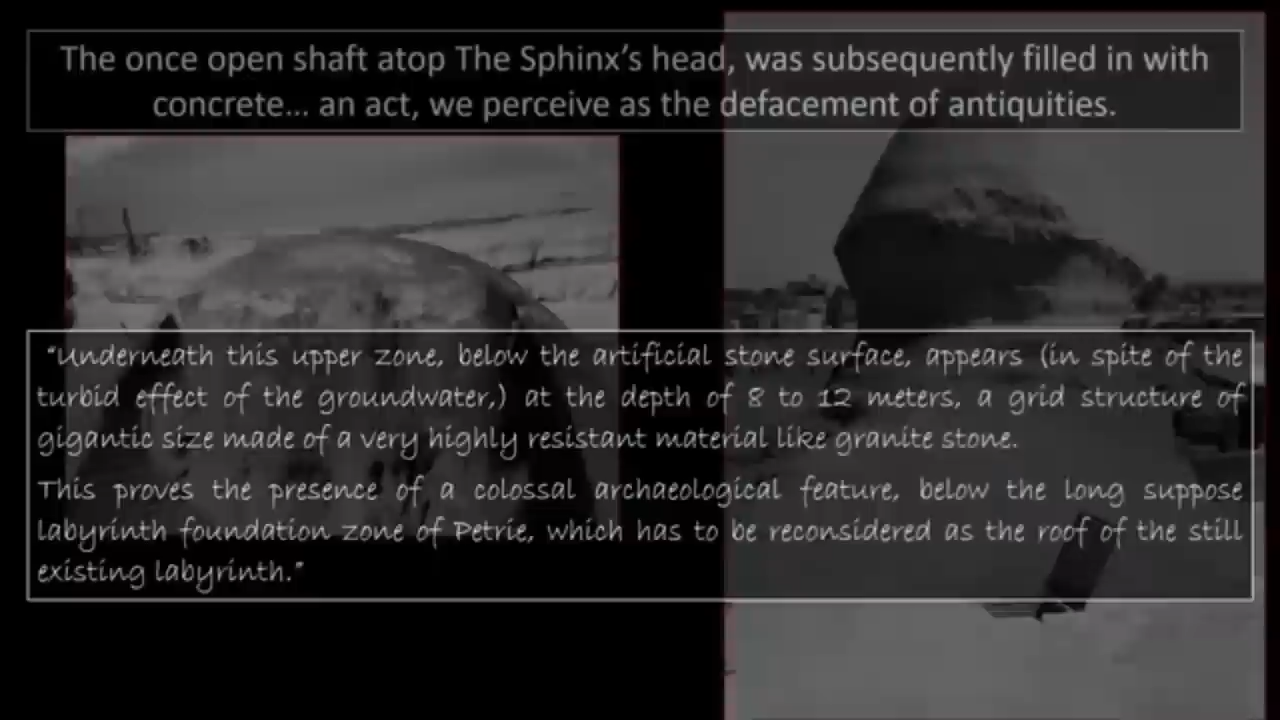 The once open shaft atop The Sphinx’s head, was subsequently filled in with
concrete... an act, we perceive as the defacement of antiquities.
“Underneath this upper zone, below the artificial stone surface, appears (in spite of the
turbid effect of the groundwater,) at the depth of 8 to 12 meters, a grid structure of
gigantic size made of a very highly resistant material like granite stone.
This proves the presence of a colossal archaeological feature, below the long suppose
labyrinth foundation zone of Petrie, which has to be reconsidered as the roof of the still
existing labyrinth.”